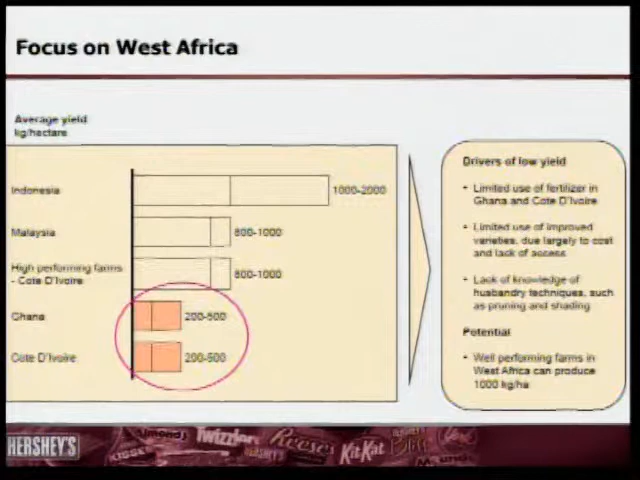 Focus on West Africa
Average yield
kg/hectare
Indonesia
1000-2000
Malaysia
800-1000
High performing farms
- Cote D'Ivoire
800-1000
Ghana
200-500
Cote D'Ivoire
200-500
Drivers of low yield
• Limited use of fertilizer in
Ghana and Cote D'Ivoire
• Limited use of improved
varieties, due largely to cost
and lack of access
• Lack of knowledge of
husbandry techniques, such
as pruning and shading
Potential
• Well performing farms in
West Africa can produce
1000 kg/ha
HERSHEY'S
KISSES
Almonds
Twizzlers
HERSHEY'S
Reese's
KitKat